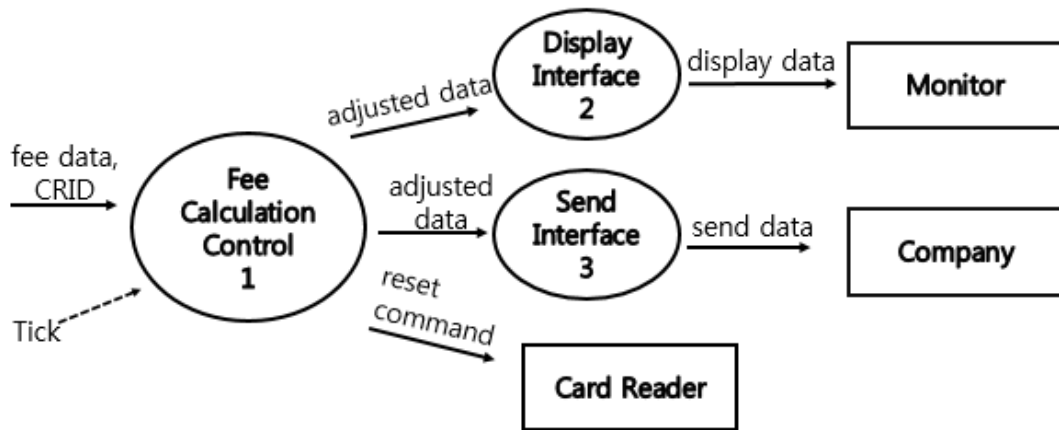 fee data,
CRID
Tick
Fee
Calculation
Control
1
adjusted data
Display
Interface
2
display data
Monitor
adjusted
data
Send
Interface
3
send data
Company
reset
command
Card Reader